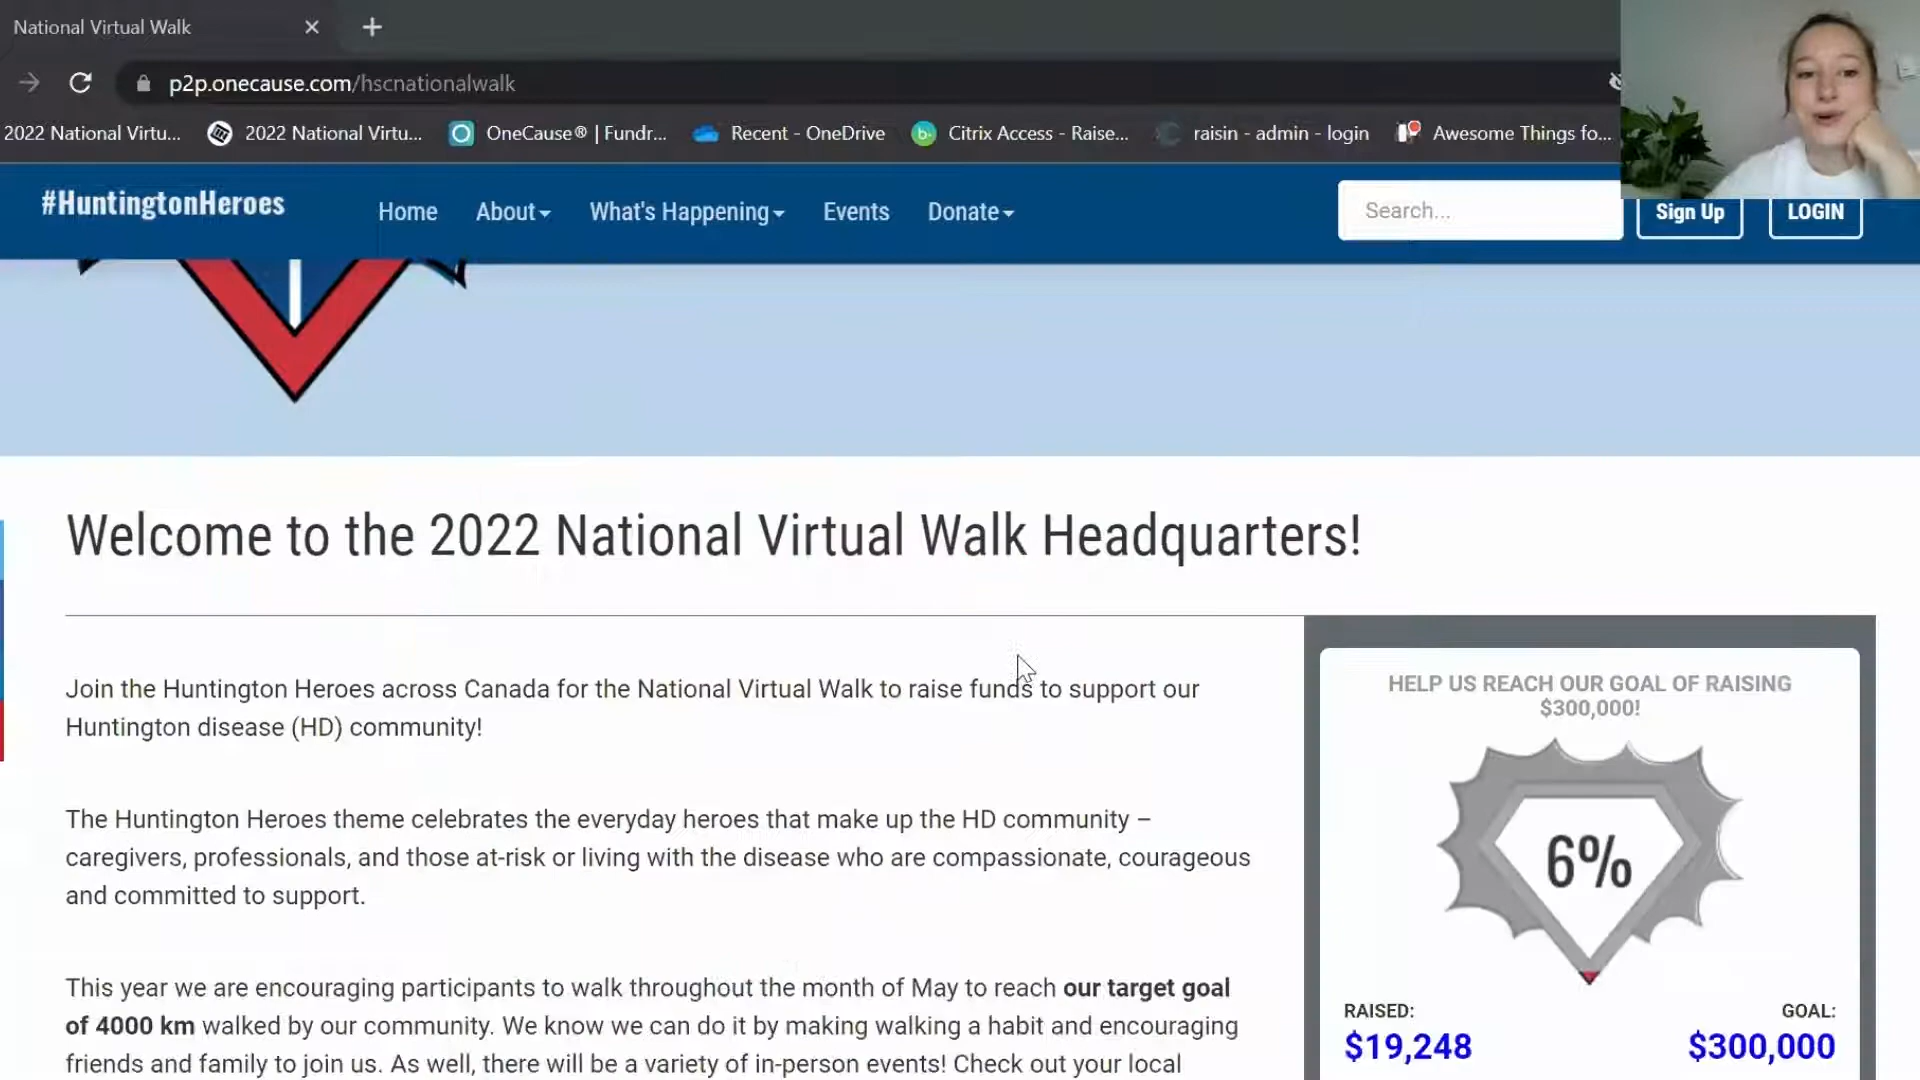 National Virtual Walk
p2p.onecause.com/hscnationalwalk
2022 National Virtu... 2022 National Virtu... OneCause® | Fundr... Recent - OneDrive Citrix Access - Raise... raisin - admin - login Awesome Things fo...
#HuntingtonHeroes Home About What's Happening Events Donate Search... Sign Up LOGIN
Welcome to the 2022 National Virtual Walk Headquarters!
Join the Huntington Heroes across Canada for the National Virtual Walk to raise funds to support our
Huntington disease (HD) community!
The Huntington Heroes theme celebrates the everyday heroes that make up the HD community –
caregivers, professionals, and those at-risk or living with the disease who are compassionate, courageous
and committed to support.
This year we are encouraging participants to walk throughout the month of May to reach our target goal
of 4000 km walked by our community. We know we can do it by making walking a habit and encouraging
friends and family to join us. As well, there will be a variety of in-person events! Check out your local
HELP US REACH OUR GOAL OF RAISING
$300,000!
6%
RAISED: GOAL:
$19,248 $300,000